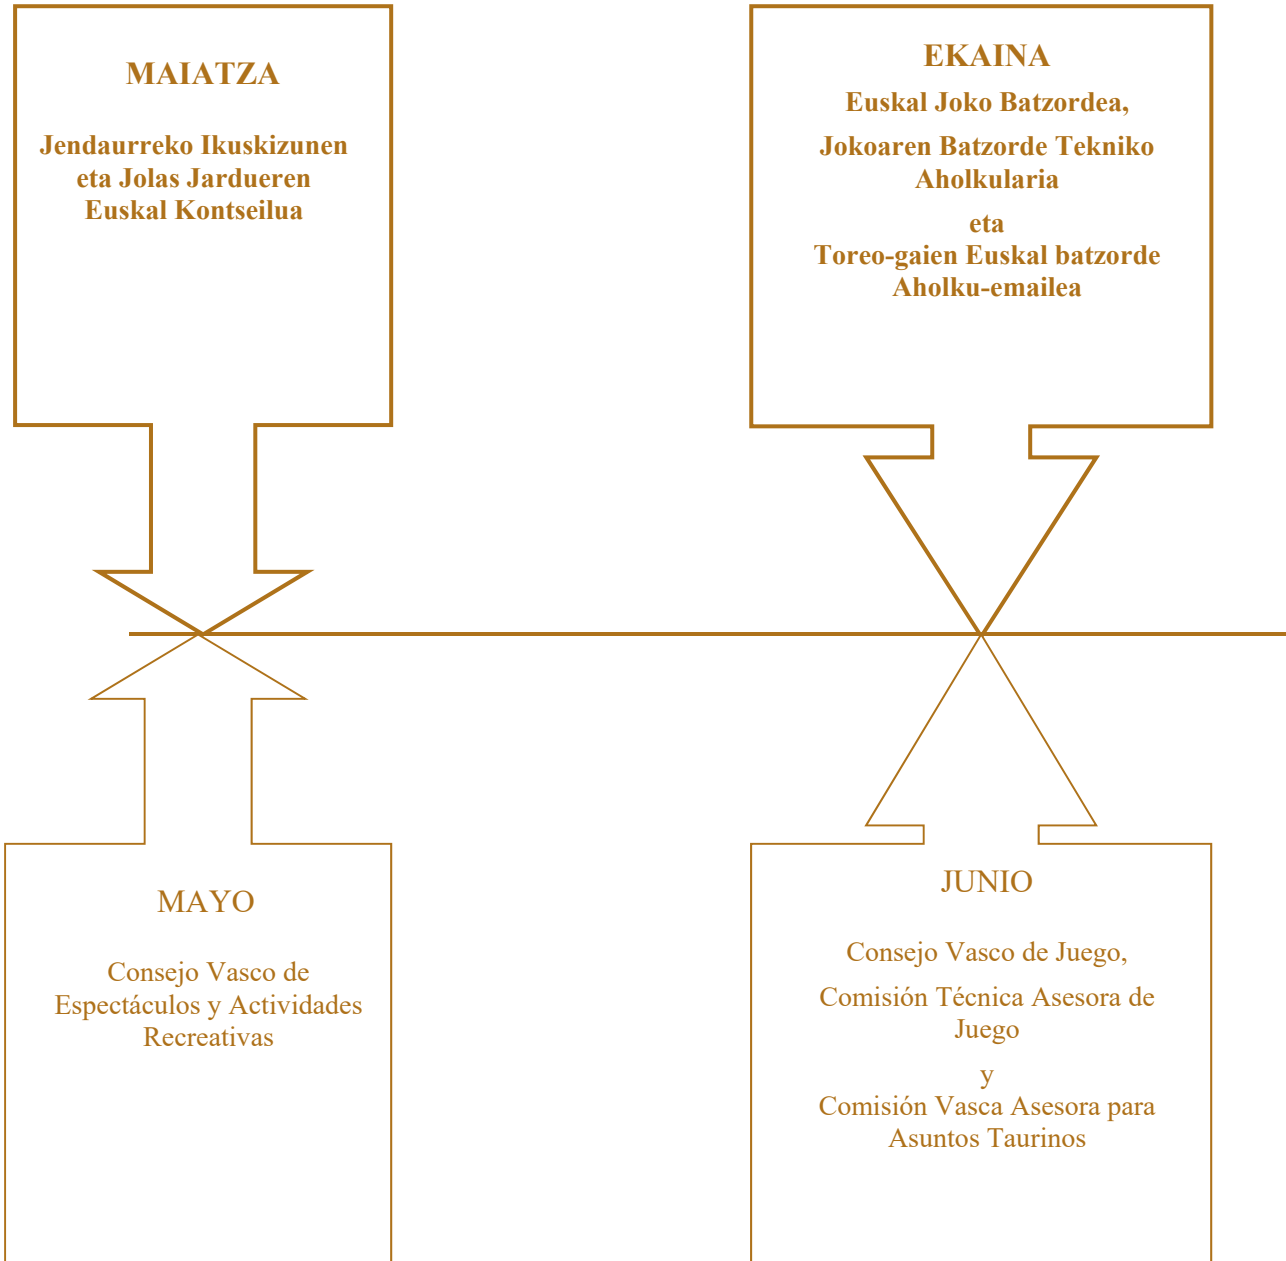 MAIATZA
Jendaurreko Ikuskizunen
eta Jolas Jardueren
Euskal Kontseilua
EKAINA
Euskal Joko Batzordea,
Jokoaren Batzorde Tekniko
Aholkularia
eta
Toreo-gaien Euskal batzorde
Aholku-emailea
MAYO
Consejo Vasco de
Espectáculos y Actividades
Recreativas
JUNIO
Consejo Vasco de Juego,
Comisión Técnica Asesora de
Juego
y
Comisión Vasca Asesora para
Asuntos Taurinos